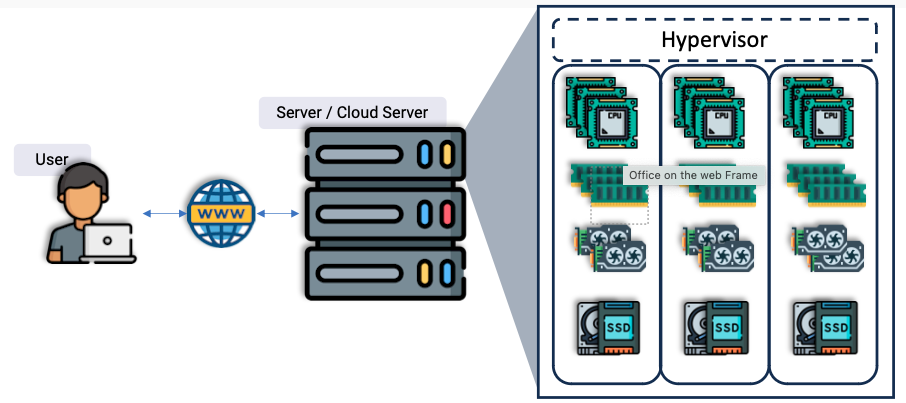 Hypervisor
Server / Cloud Server
User
WWW
CPU
CPU
CPU
Office on the web Frame
SSD
SSD
SSD